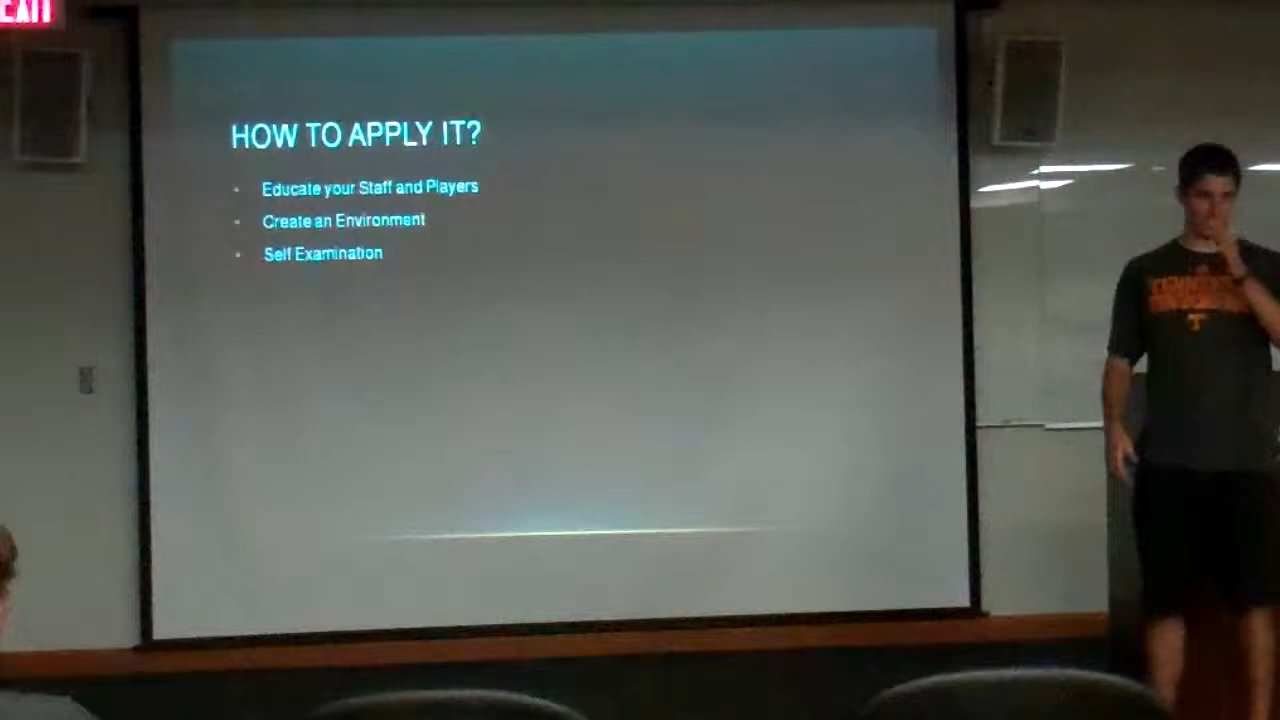 EXIT
HOW TO APPLY IT?
Educate your Staff and Players
Create an Environment
Self Examination
T